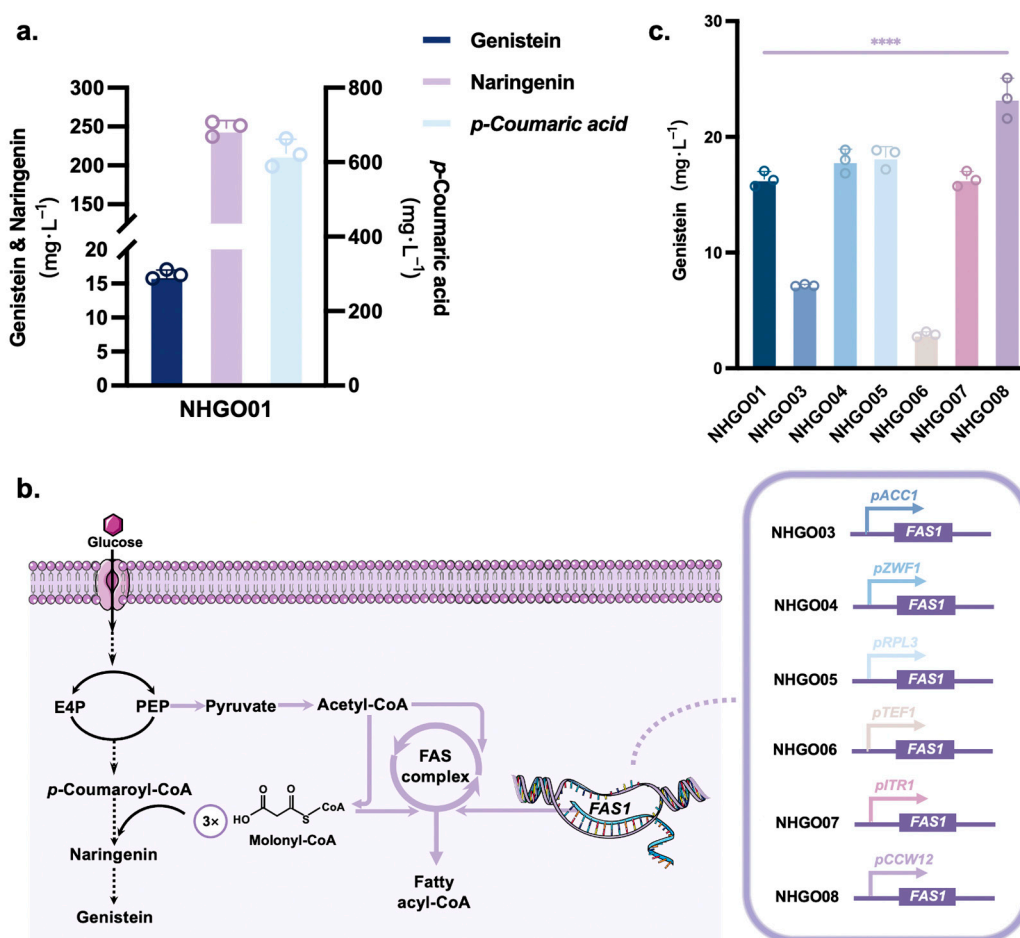 a.
Genistein
Naringenin
p-Coumaric acid
Genistein & Naringenin
(mg·L⁻¹)
300
250
200
150
20
15
10
5
0
800
600
400
200
0
p-Coumaric acid
(mg·L⁻¹)
NHGO01
c.
Genistein (mg·L⁻¹)
30
20
10
0
****
NHGO01
NHGO03
NHGO04
NHGO05
NHGO06
NHGO07
NHGO08
b.
Glucose
E4P
PEP
Pyruvate
Acetyl-CoA
FAS
complex
FAS1
p-Coumaroyl-CoA
3×
HO
O
O
S
CoA
Molonyl-CoA
Naringenin
Fatty
acyl-CoA
Genistein
NHGO03
pACC1
FAS1
NHGO04
pZWF1
FAS1
NHGO05
pRPL3
FAS1
NHGO06
pTEF1
FAS1
NHGO07
pITR1
FAS1
NHGO08
pCCW12
FAS1